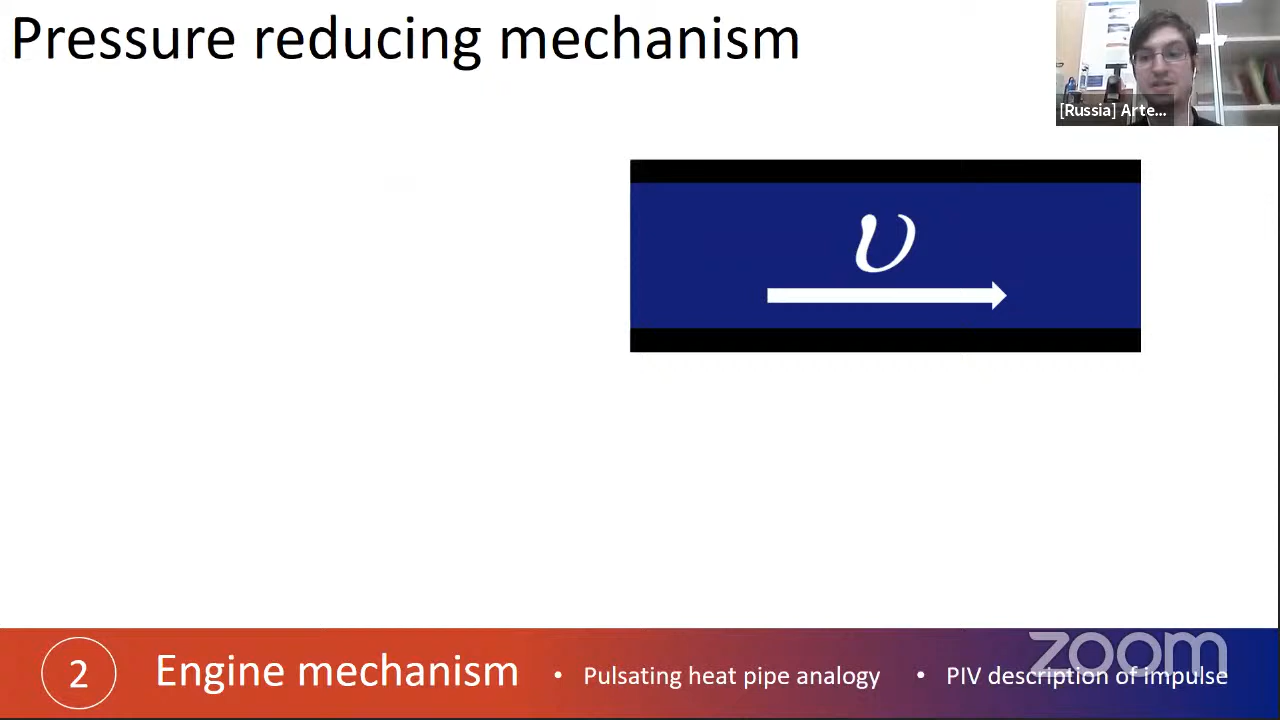 Pressure reducing mechanism
[Russia] Arte...
υ
2
Engine mechanism
• Pulsating heat pipe analogy
• PIV description of impulse
zoom